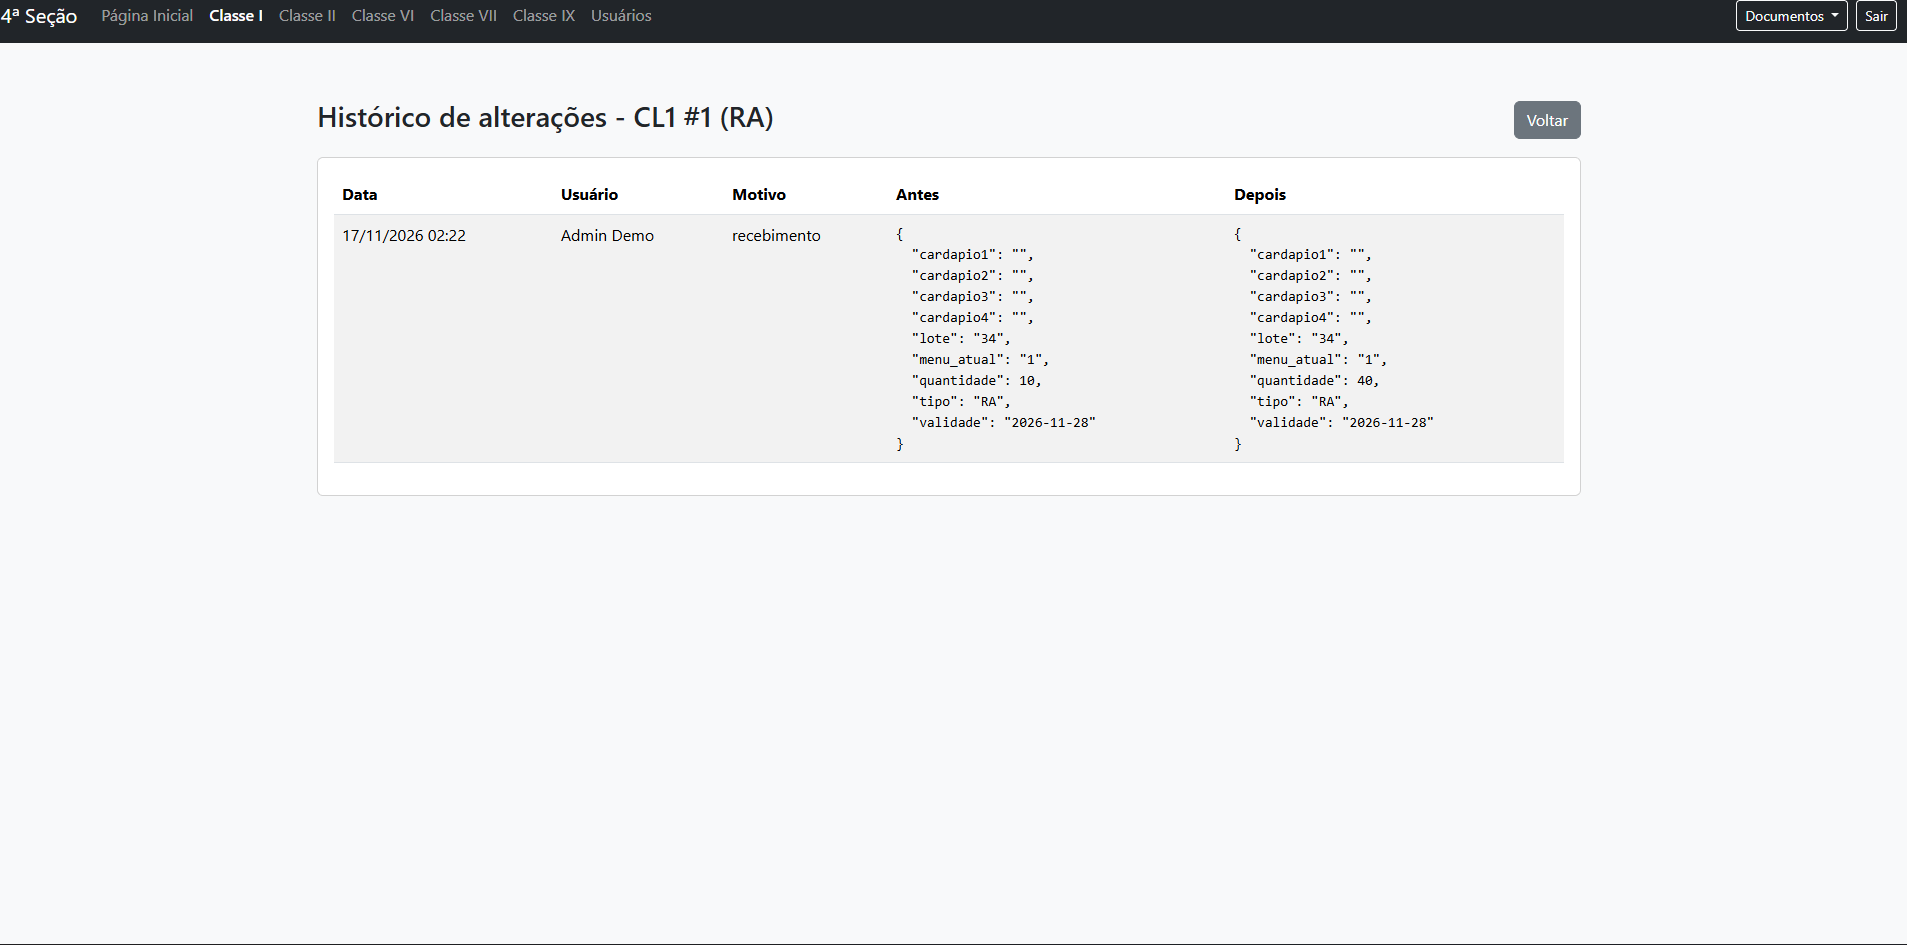 4ª Seção Página Inicial Classe I Classe II Classe VI Classe VII Classe IX Usuários Documentos Sair
Histórico de alterações - CL1 #1 (RA) Voltar
Data Usuário Motivo Antes Depois
17/11/2026 02:22 Admin Demo recebimento { {
"cardapio1": "", "cardapio1": "",
"cardapio2": "", "cardapio2": "",
"cardapio3": "", "cardapio3": "",
"cardapio4": "", "cardapio4": "",
"lote": "34", "lote": "34",
"menu_atual": "1", "menu_atual": "1",
"quantidade": 10, "quantidade": 40,
"tipo": "RA", "tipo": "RA",
"validade": "2026-11-28" "validade": "2026-11-28"
} }